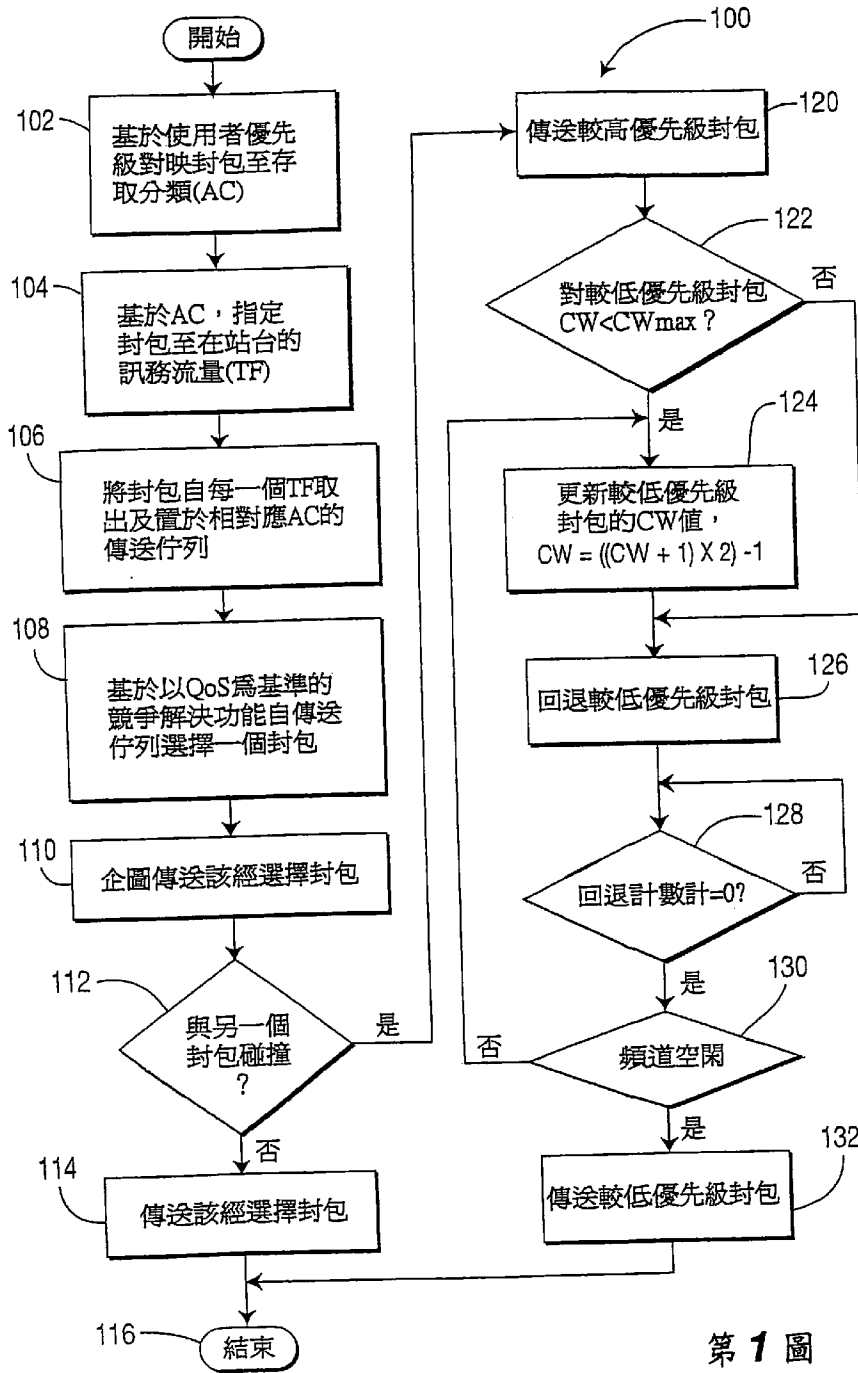 開始
102
基於使用者優先
級對映封包至存
取分類(AC)
104
基於AC，指定
封包至在站台的
訊務流量(TF)
106
將封包自每一個TF取
出及置於相對應AC的
傳送佇列
108
基於以QoS爲基準的
競爭解決功能自傳送
佇列選擇一個封包
110
企圖傳送該經選擇封包
112
與另一個
封包碰撞
？
是
否
114
傳送該經選擇封包
116
結束
100
120
傳送較高優先級封包
122
對較低優先級封包
CW<CWmax？
否
是
124
更新較低優先級
封包的CW值，
CW = ((CW + 1) X 2) -1
126
回退較低優先級封包
128
回退計數計=0?
否
是
130
頻道空閑
否
是
132
傳送較低優先級封包
第1圖